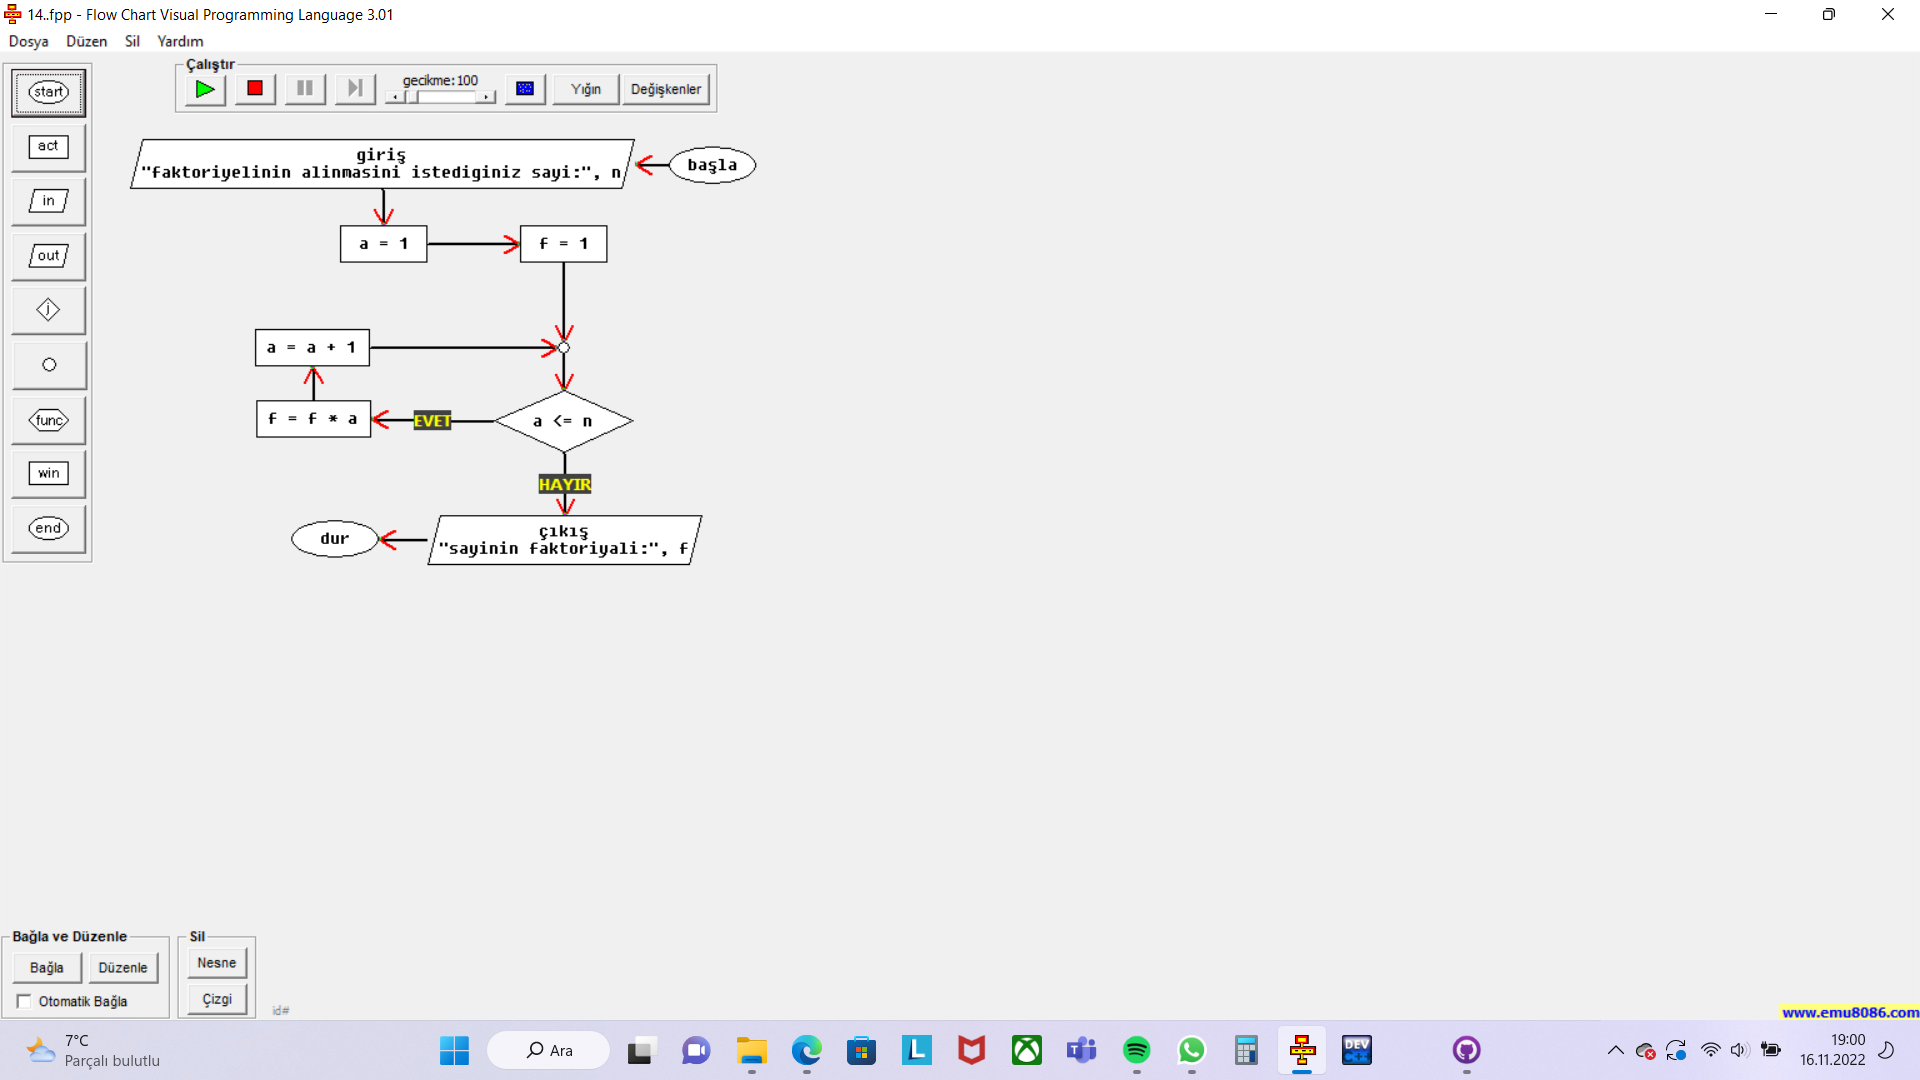 14..fpp - Flow Chart Visual Programming Language 3.01
Dosya Düzen Sil Yardım
Çalıştır
gecikme:100
Yığın
Değişkenler
start
act
in
out
j
func
win
end
başla
giriş
"faktoriyelinin alinmasini istediginiz sayi:", n
a = 1
f = 1
a = a + 1
f = f * a
EVET
a <= n
HAYIR
çıkış
"sayinin faktoriyali:", f
dur
Bağla ve Düzenle
Bağla
Düzenle
Otomatik Bağla
Sil
Nesne
Çizgi
id#
www.emu8086.com
7°C
Parçalı bulutlu
Ara
L
DEV
C++
19:00
16.11.2022